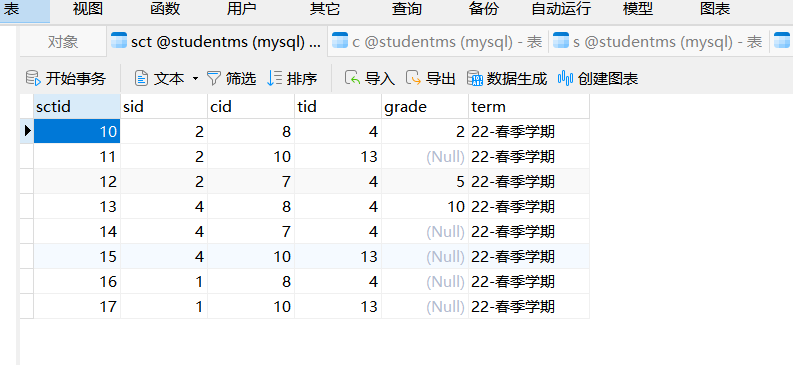 表 视图 函数 用户 其它 查询 备份 自动运行 模型 图表
对象 sct @studentms (mysql) ... c @studentms (mysql) - 表 s @studentms (mysql) - 表
开始事务 文本 筛选 排序 导入 导出 数据生成 创建图表
sctid sid cid tid grade term
10 2 8 4 2 22-春季学期
11 2 10 13 (Null) 22-春季学期
12 2 7 4 5 22-春季学期
13 4 8 4 10 22-春季学期
14 4 7 4 (Null) 22-春季学期
15 4 10 13 (Null) 22-春季学期
16 1 8 4 (Null) 22-春季学期
17 1 10 13 (Null) 22-春季学期